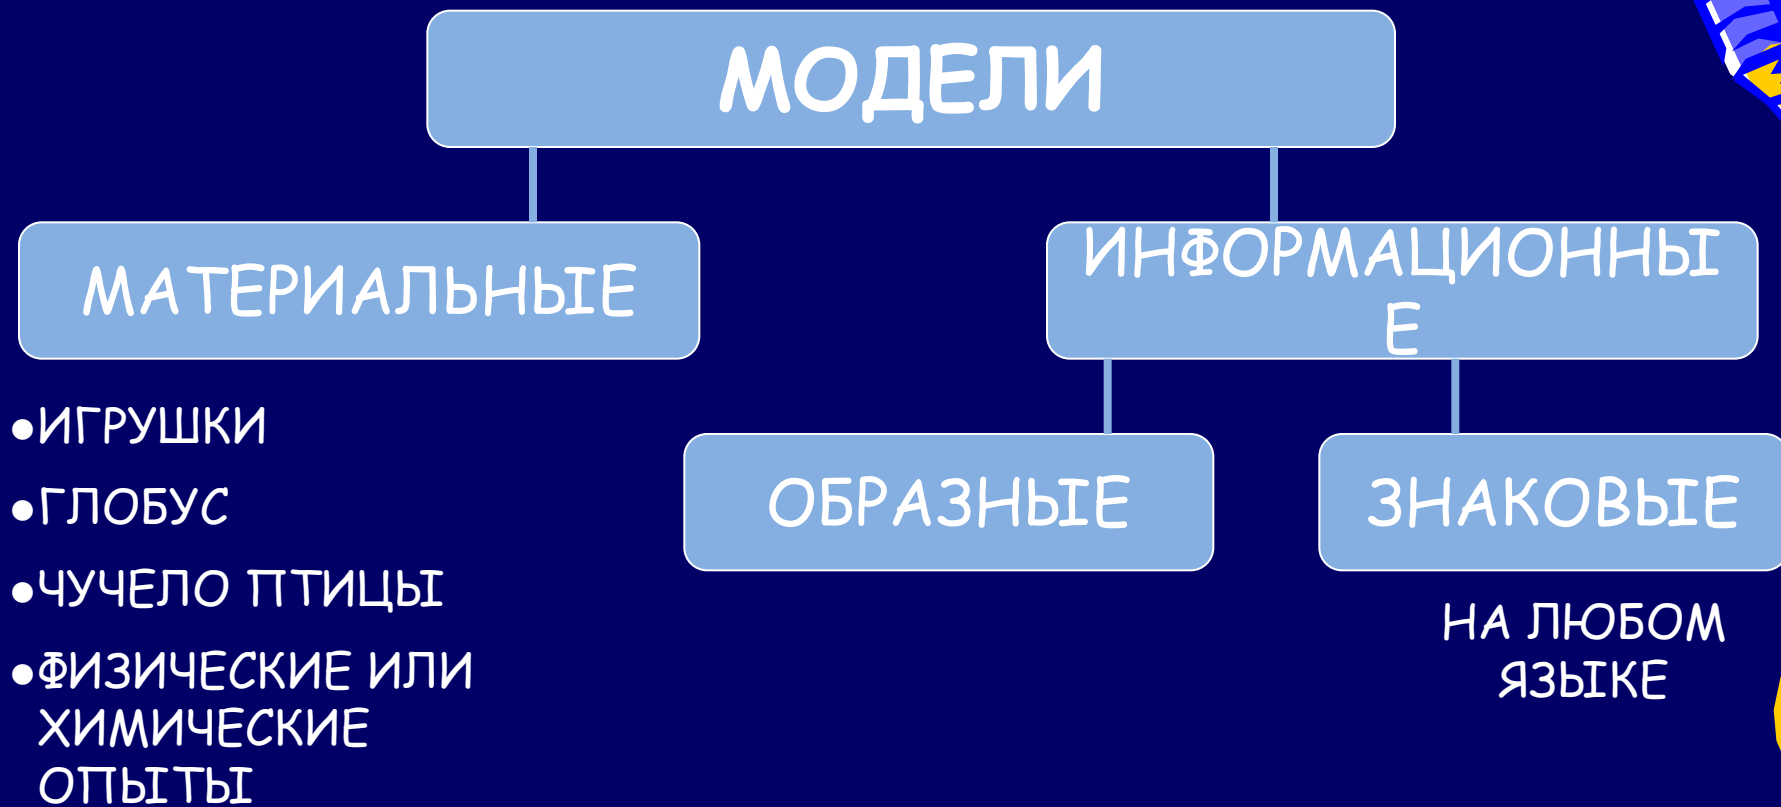 МОДЕЛИ
МАТЕРИАЛЬНЫЕ
ИНФОРМАЦИОННЫ
Е
●ИГРУШКИ
●ГЛОБУС
●ЧУЧЕЛО ПТИЦЫ
●ФИЗИЧЕСКИЕ ИЛИ
ХИМИЧЕСКИЕ
ОПЫТЫ
ОБРАЗНЫЕ
ЗНАКОВЫЕ
НА ЛЮБОМ
ЯЗЫКЕ